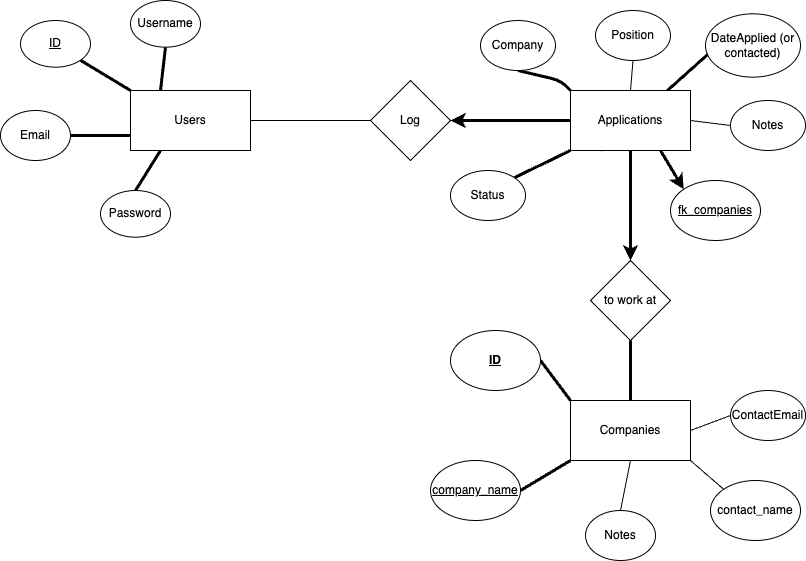 Username
ID
Users
Email
Password
Log
Company
Position
DateApplied (or
contacted)
Applications
Notes
Status
fk_companies
to work at
ID
Companies
ContactEmail
company_name
Notes
contact_name